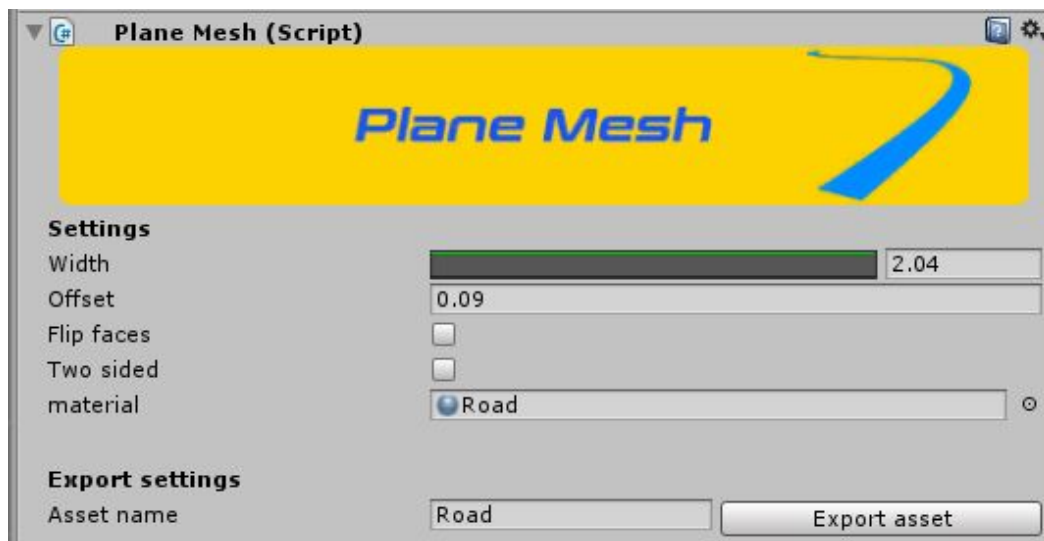 Plane Mesh (Script)
Plane Mesh
Settings
Width 2.04
Offset 0.09
Flip faces
Two sided
material Road
Export settings
Asset name Road Export asset